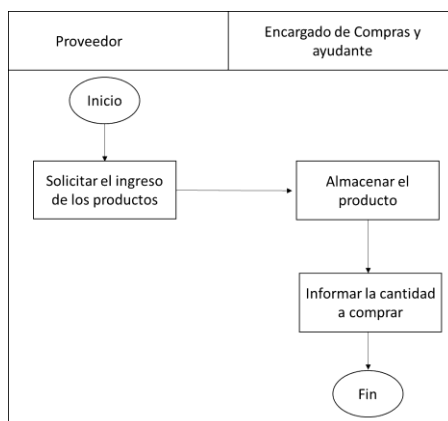 Proveedor
Encargado de Compras y
ayudante
Inicio
Solicitar el ingreso
de los productos
Almacenar el
producto
Informar la cantidad
a comprar
Fin